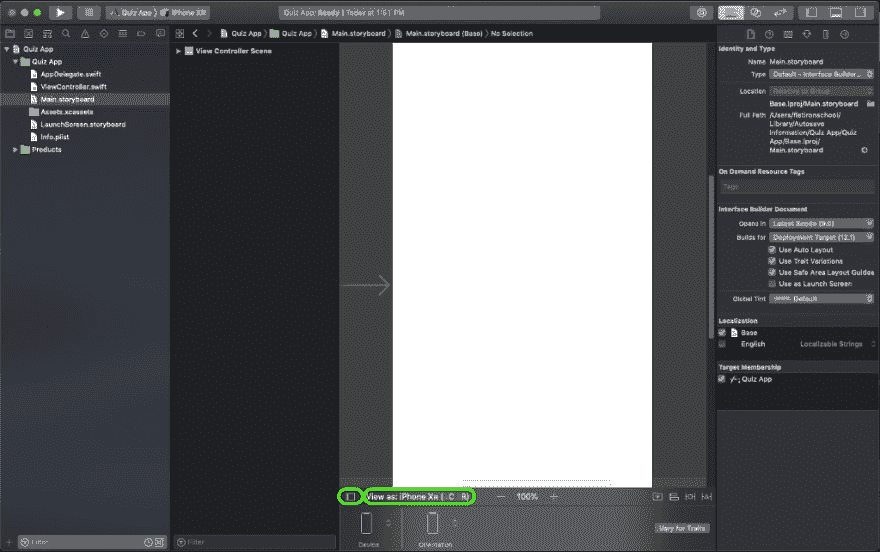 Quiz App iPhone XR
Quiz App: Ready | Today at 1:51 PM
Quiz App Quiz App Main.storyboard Main.storyboard (Base) No Selection
Quiz App
Quiz App
AppDelegate.swift
ViewController.swift
Main.storyboard
Assets.xcassets
LaunchScreen.storyboard
Info.plist
Products
Filter
View Controller Scene
Filter
View as: iPhone XR ( C R)
100%
Device
Orientation
Vary for Traits
Identity and Type
Name Main.storyboard
Type Default - Interface Builder...
Location Relative to Group
Base.lproj/Main.storyboard
Full Path /Users/
Library/Autosave
Information/Quiz App/Quiz
App/Base.lproj/
Main.storyboard
On Demand Resource Tags
Tags
Interface Builder Document
Opens in Latest Xcode (9.0)
Builds for Deployment Target (12.1)
Use Auto Layout
Use Trait Variations
Use Safe Area Layout Guides
Use as Launch Screen
Global Tint Default
Localization
Base
English Localizable Strings
Target Membership
Quiz App